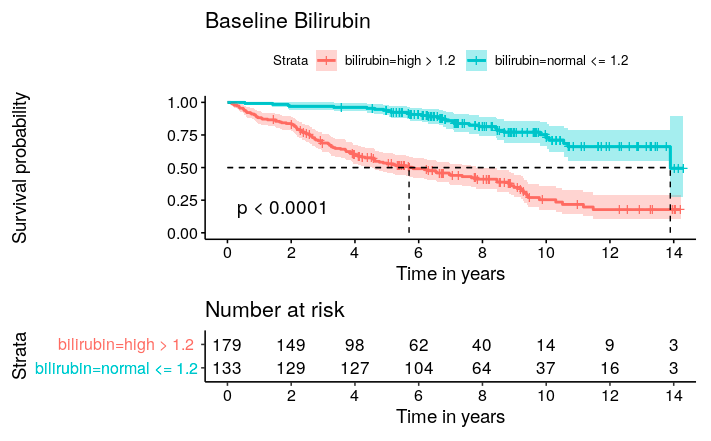 Baseline Bilirubin
Strata bilirubin=high > 1.2 bilirubin=normal <= 1.2
Survival probability
1.00
0.75
0.50
0.25
0.00
p < 0.0001
0 2 4 6 8 10 12 14
Time in years
Number at risk
Strata
bilirubin=high > 1.2 179 149 98 62 40 14 9 3
bilirubin=normal <= 1.2 133 129 127 104 64 37 16 3
0 2 4 6 8 10 12 14
Time in years